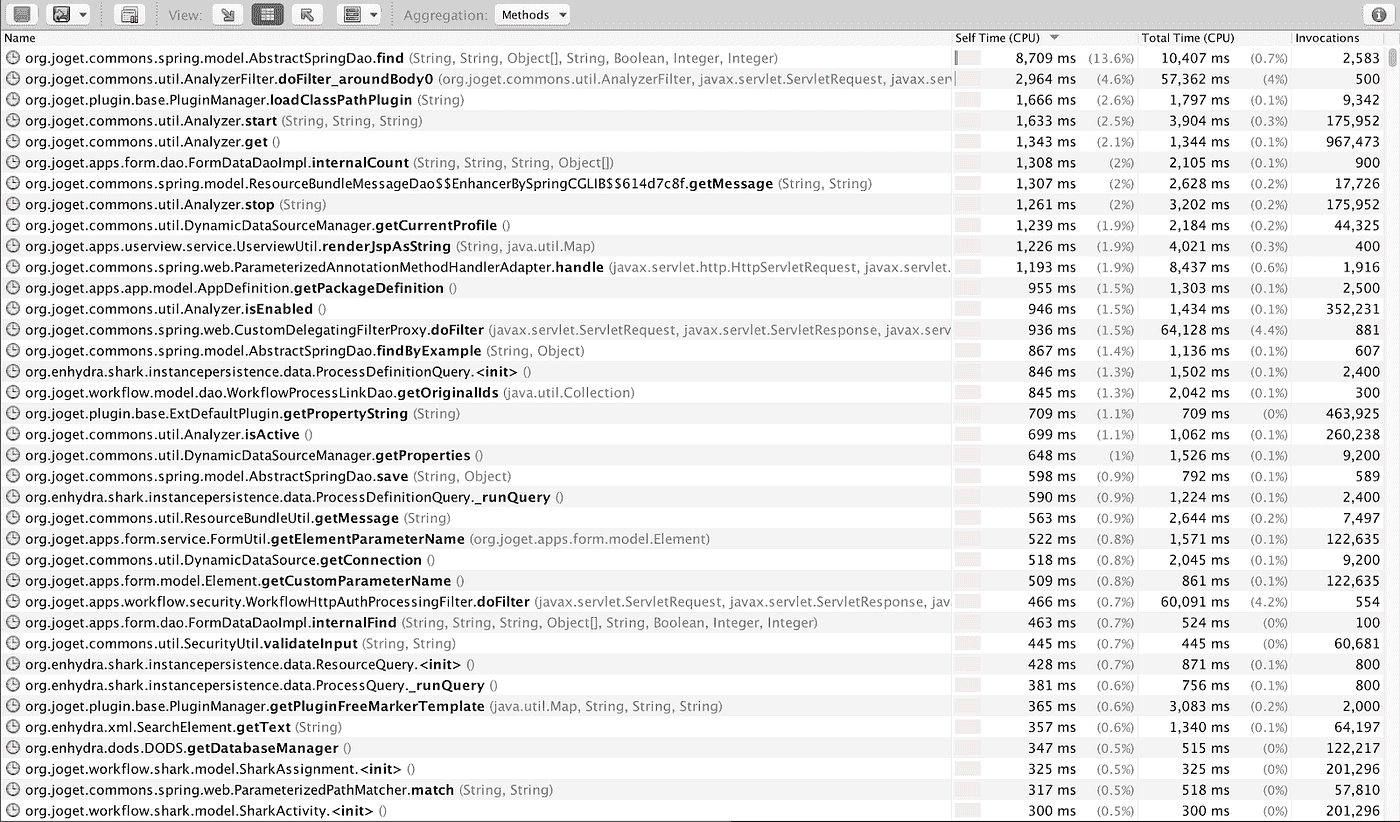 View: Aggregation: Methods
Name Self Time (CPU) Total Time (CPU) Invocations
org.joget.commons.spring.model.AbstractSpringDao.find (String, String, Object[], String, Boolean, Integer, Integer) 8,709 ms (13.6%) 10,407 ms (0.7%) 2,583
org.joget.commons.util.AnalyzerFilter.doFilter_aroundBody0 (org.joget.commons.util.AnalyzerFilter, javax.servlet.ServletRequest, javax.serv 2,964 ms (4.6%) 57,362 ms (4%) 500
org.joget.plugin.base.PluginManager.loadClassPathPlugin (String) 1,666 ms (2.6%) 1,797 ms (0.1%) 9,342
org.joget.commons.util.Analyzer.start (String, String, String) 1,633 ms (2.5%) 3,904 ms (0.3%) 175,952
org.joget.commons.util.Analyzer.get () 1,343 ms (2.1%) 1,344 ms (0.1%) 967,473
org.joget.apps.form.dao.FormDataDaoImpl.internalCount (String, String, String, Object[]) 1,308 ms (2%) 2,105 ms (0.1%) 900
org.joget.commons.spring.model.ResourceBundleMessageDao$$EnhancerBySpringCGLIB$$614d7c8f.getMessage (String, String) 1,307 ms (2%) 2,628 ms (0.2%) 17,726
org.joget.commons.util.Analyzer.stop (String) 1,261 ms (2%) 3,202 ms (0.2%) 175,952
org.joget.commons.util.DynamicDataSourceManager.getCurrentProfile () 1,239 ms (1.9%) 2,184 ms (0.2%) 44,325
org.joget.apps.userview.service.UserviewUtil.renderJspAsString (String, java.util.Map) 1,226 ms (1.9%) 4,021 ms (0.3%) 400
org.joget.commons.spring.web.ParameterizedAnnotationMethodHandlerAdapter.handle (javax.servlet.http.HttpServletRequest, javax.servlet. 1,193 ms (1.9%) 8,437 ms (0.6%) 1,916
org.joget.apps.app.model.AppDefinition.getPackageDefinition () 955 ms (1.5%) 1,303 ms (0.1%) 2,500
org.joget.commons.util.Analyzer.isEnabled () 946 ms (1.5%) 1,434 ms (0.1%) 352,231
org.joget.commons.spring.web.CustomDelegatingFilterProxy.doFilter (javax.servlet.ServletRequest, javax.servlet.ServletResponse, javax.serv 936 ms (1.5%) 64,128 ms (4.4%) 881
org.joget.commons.spring.model.AbstractSpringDao.findByExample (String, Object) 867 ms (1.4%) 1,136 ms (0.1%) 607
org.enhydra.shark.instancepersistence.data.ProcessDefinitionQuery.<init> () 846 ms (1.3%) 1,502 ms (0.1%) 2,400
org.joget.workflow.model.dao.WorkflowProcessLinkDao.getOriginalIds (java.util.Collection) 845 ms (1.3%) 2,042 ms (0.1%) 300
org.joget.plugin.base.ExtDefaultPlugin.getPropertyString (String) 709 ms (1.1%) 709 ms (0%) 463,925
org.joget.commons.util.Analyzer.isActive () 699 ms (1.1%) 1,062 ms (0.1%) 260,238
org.joget.commons.util.DynamicDataSourceManager.getProperties () 648 ms (1%) 1,526 ms (0.1%) 9,200
org.joget.commons.spring.model.AbstractSpringDao.save (String, Object) 598 ms (0.9%) 792 ms (0.1%) 589
org.enhydra.shark.instancepersistence.data.ProcessDefinitionQuery._runQuery () 590 ms (0.9%) 1,224 ms (0.1%) 2,400
org.joget.commons.util.ResourceBundleUtil.getMessage (String) 563 ms (0.9%) 2,644 ms (0.2%) 7,497
org.joget.apps.form.service.FormUtil.getElementParameterName (org.joget.apps.form.model.Element) 522 ms (0.8%) 1,571 ms (0.1%) 122,635
org.joget.commons.util.DynamicDataSource.getConnection () 518 ms (0.8%) 2,045 ms (0.1%) 9,200
org.joget.apps.form.model.Element.getCustomParameterName () 509 ms (0.8%) 861 ms (0.1%) 122,635
org.joget.apps.workflow.security.WorkflowHttpAuthProcessingFilter.doFilter (javax.servlet.ServletRequest, javax.servlet.ServletResponse, jav 466 ms (0.7%) 60,091 ms (4.2%) 554
org.joget.apps.form.dao.FormDataDaoImpl.internalFind (String, String, String, Object[], String, Boolean, Integer, Integer) 463 ms (0.7%) 524 ms (0%) 100
org.joget.commons.util.SecurityUtil.validateInput (String, String) 445 ms (0.7%) 445 ms (0%) 60,681
org.enhydra.shark.instancepersistence.data.ResourceQuery.<init> () 428 ms (0.7%) 871 ms (0.1%) 800
org.enhydra.shark.instancepersistence.data.ProcessQuery._runQuery () 381 ms (0.6%) 756 ms (0.1%) 800
org.joget.plugin.base.PluginManager.getPluginFreeMarkerTemplate (java.util.Map, String, String, String) 365 ms (0.6%) 3,083 ms (0.2%) 2,000
org.enhydra.xml.SearchElement.getText (String) 357 ms (0.6%) 1,340 ms (0.1%) 64,197
org.enhydra.dods.DODS.getDatabaseManager () 347 ms (0.5%) 515 ms (0%) 122,217
org.joget.workflow.shark.model.SharkAssignment.<init> () 325 ms (0.5%) 325 ms (0%) 201,296
org.joget.commons.spring.web.ParameterizedPathMatcher.match (String, String) 317 ms (0.5%) 518 ms (0%) 57,810
org.joget.workflow.shark.model.SharkActivity.<init> () 300 ms (0.5%) 300 ms (0%) 201,296